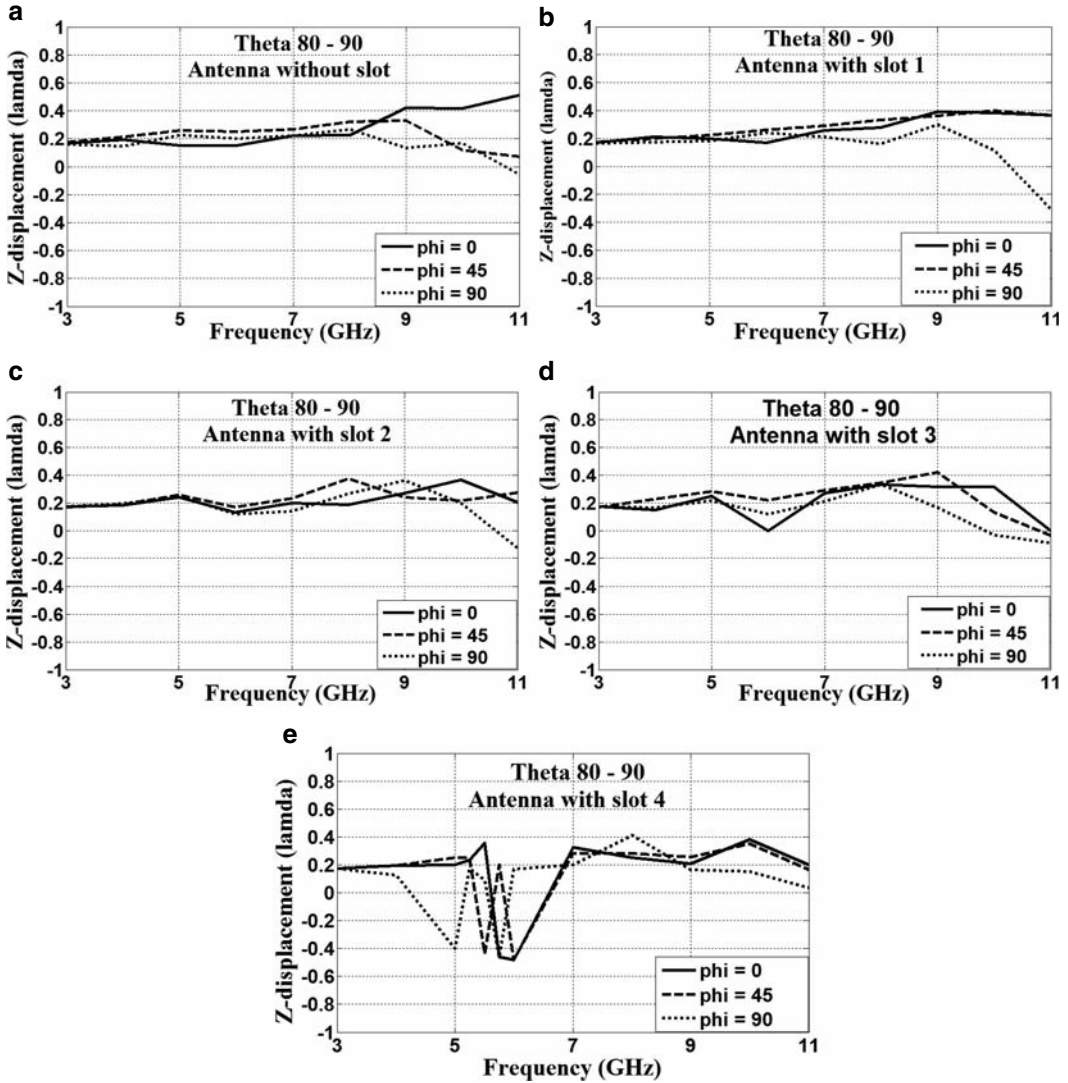 a
Theta 80 - 90
Antenna without slot
Z-displacement (lamda)
1
0.8
0.6
0.4
0.2
0
-0.2
-0.4
-0.6
-0.8
-1
phi = 0
phi = 45
phi = 90
3 5 7 9 11
Frequency (GHz)
b
Theta 80 - 90
Antenna with slot 1
Z-displacement (lamda)
1
0.8
0.6
0.4
0.2
0
-0.2
-0.4
-0.6
-0.8
-1
phi = 0
phi = 45
phi = 90
3 5 7 9 11
Frequency (GHz)
c
Theta 80 - 90
Antenna with slot 2
Z-displacement (lamda)
1
0.8
0.6
0.4
0.2
0
-0.2
-0.4
-0.6
-0.8
-1
phi = 0
phi = 45
phi = 90
3 5 7 9 11
Frequency (GHz)
d
Theta 80 - 90
Antenna with slot 3
Z-displacement (lamda)
1
0.8
0.6
0.4
0.2
0
-0.2
-0.4
-0.6
-0.8
-1
phi = 0
phi = 45
phi = 90
3 5 7 9 11
Frequency (GHz)
e
Theta 80 - 90
Antenna with slot 4
Z-displacement (lamda)
1
0.8
0.6
0.4
0.2
0
-0.2
-0.4
-0.6
-0.8
-1
phi = 0
phi = 45
phi = 90
3 5 7 9 11
Frequency (GHz)